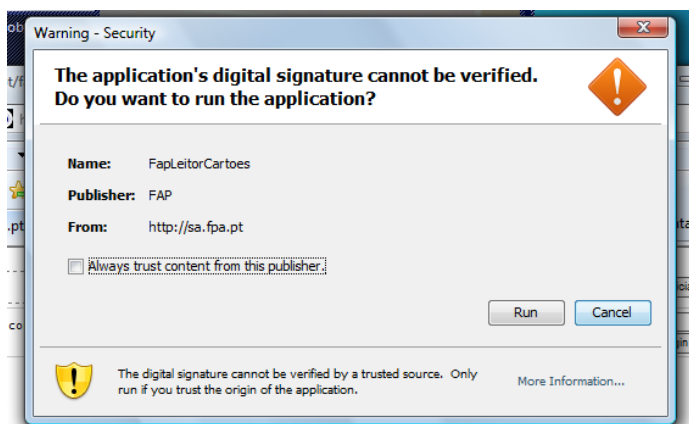 Warning - Security
The application's digital signature cannot be verified.
Do you want to run the application?
Name: FapLeitorCartoes
Publisher: FAP
From: http://sa.fpa.pt
Always trust content from this publisher.
Run Cancel
The digital signature cannot be verified by a trusted source. Only
run if you trust the origin of the application.
More Information...